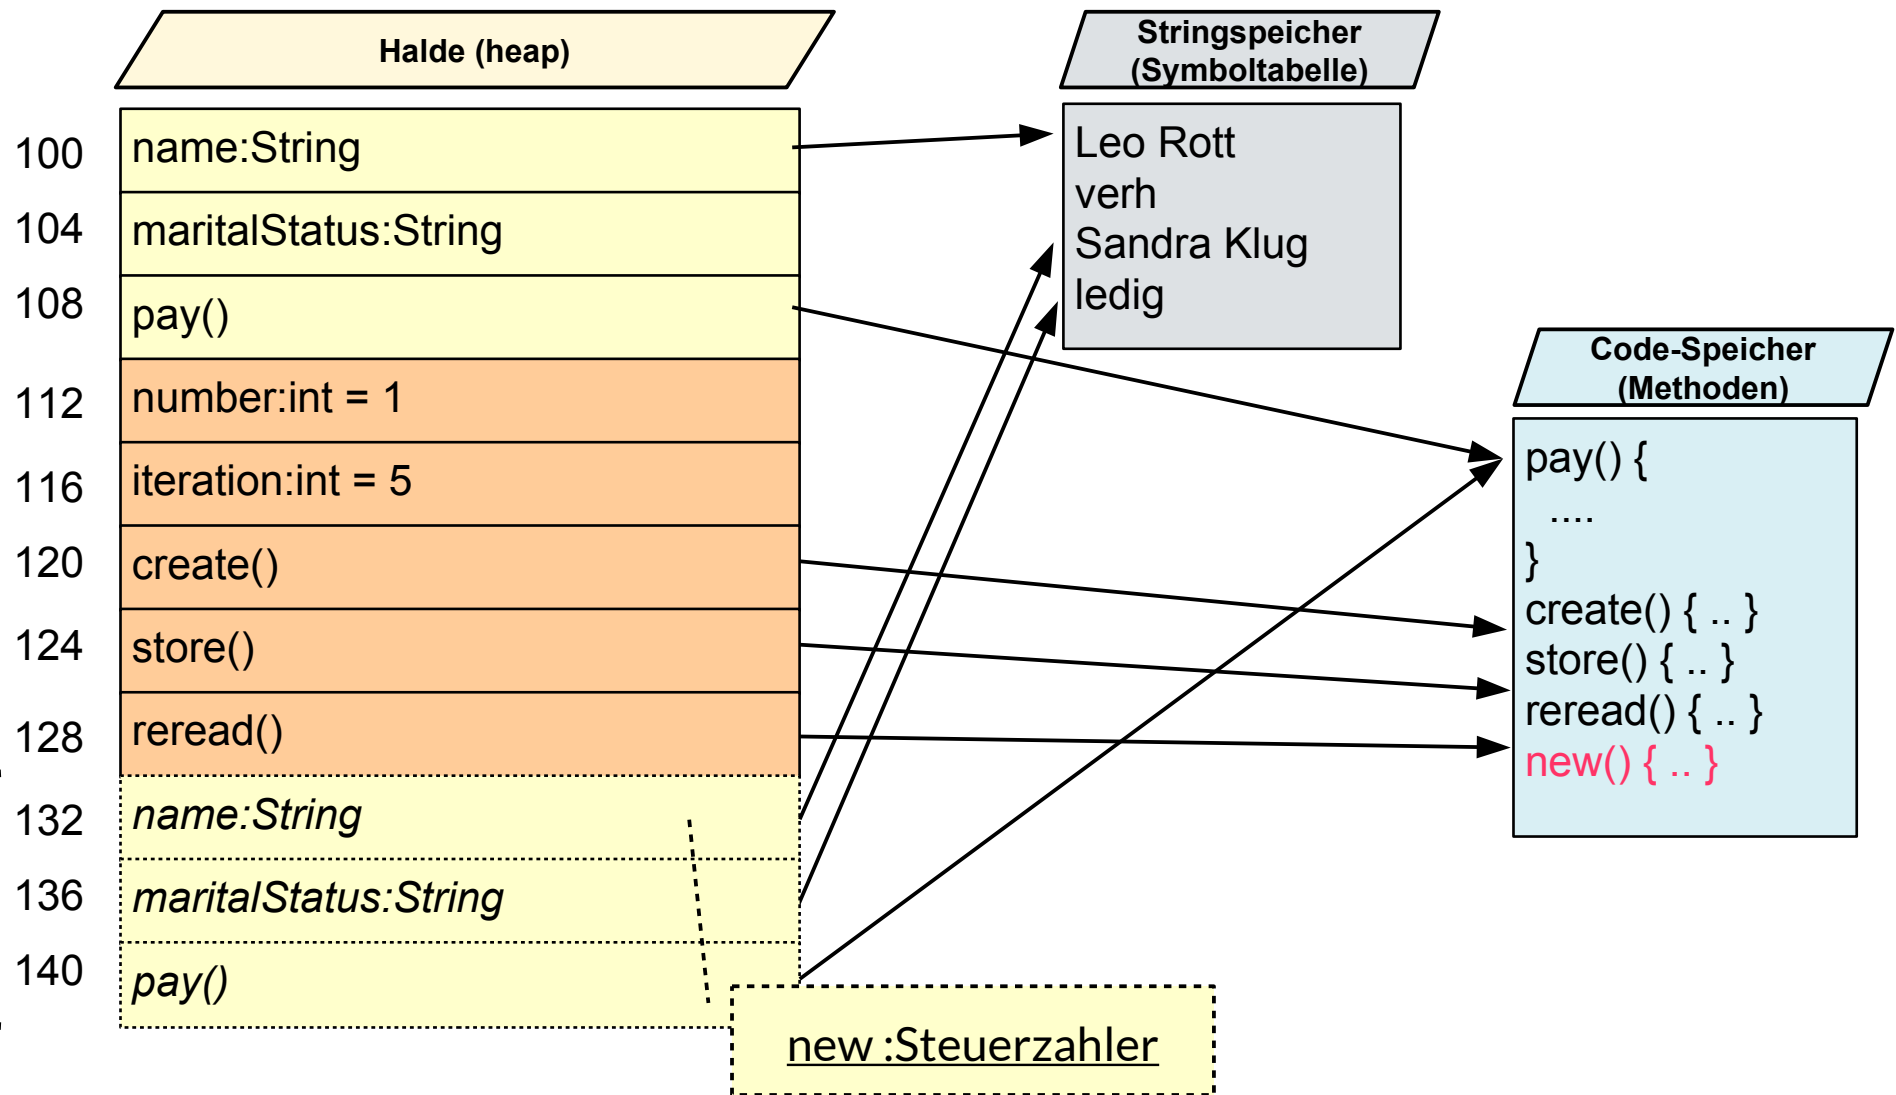 Halde (heap)
100 name:String
104 maritalStatus:String
108 pay()
112 number:int = 1
116 iteration:int = 5
120 create()
124 store()
128 reread()
132 name:String
136 maritalStatus:String
140 pay()
new :Steuerzahler
Stringspeicher
(Symboltabelle)
Leo Rott
verh
Sandra Klug
ledig
Code-Speicher
(Methoden)
pay() {
....
}
create() { .. }
store() { .. }
reread() { .. }
new() { .. }